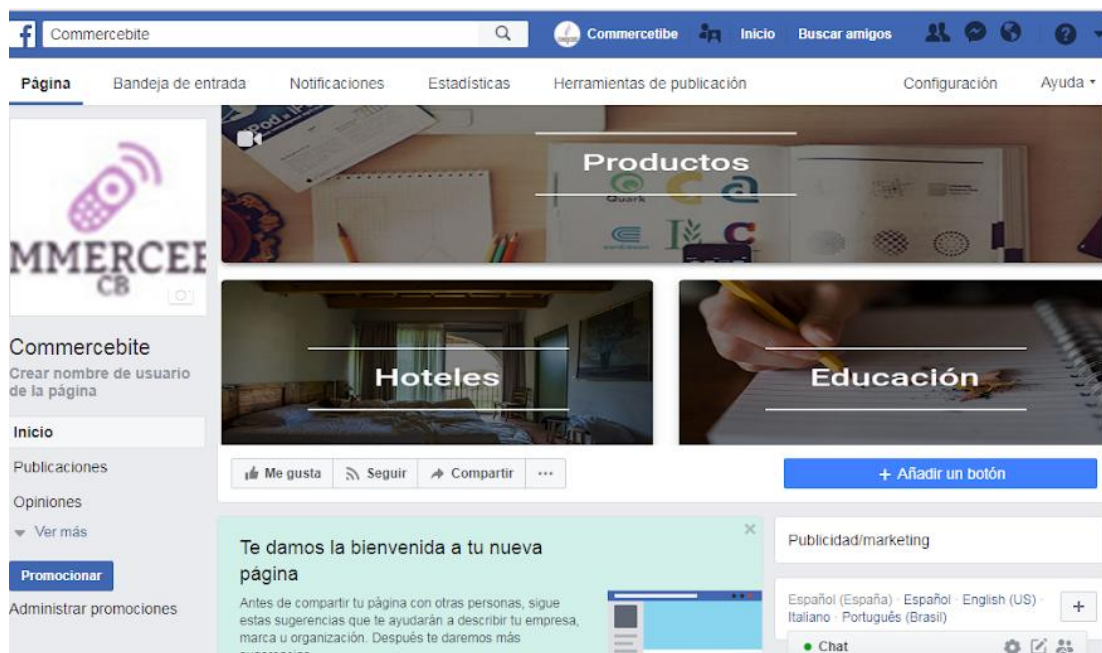 f Commercebite
Commercetibe Inicio Buscar amigos
Página Bandeja de entrada Notificaciones Estadísticas Herramientas de publicación Configuración Ayuda
MMERCEE
CB
Productos
Quark
Hoteles
Educación
Commercebite
Crear nombre de usuario
de la página
Inicio
Publicaciones
Opiniones
Ver más
Promocionar
Administrar promociones
Me gusta Seguir Compartir ...
+ Añadir un botón
Te damos la bienvenida a tu nueva
página
Antes de compartir tu página con otras personas, sigue
estas sugerencias que te ayudarán a describir tu empresa,
marca u organización. Después te daremos más
Publicidad/marketing
Español (España) · Español · English (US) ·
Italiano · Português (Brasil)
+
Chat